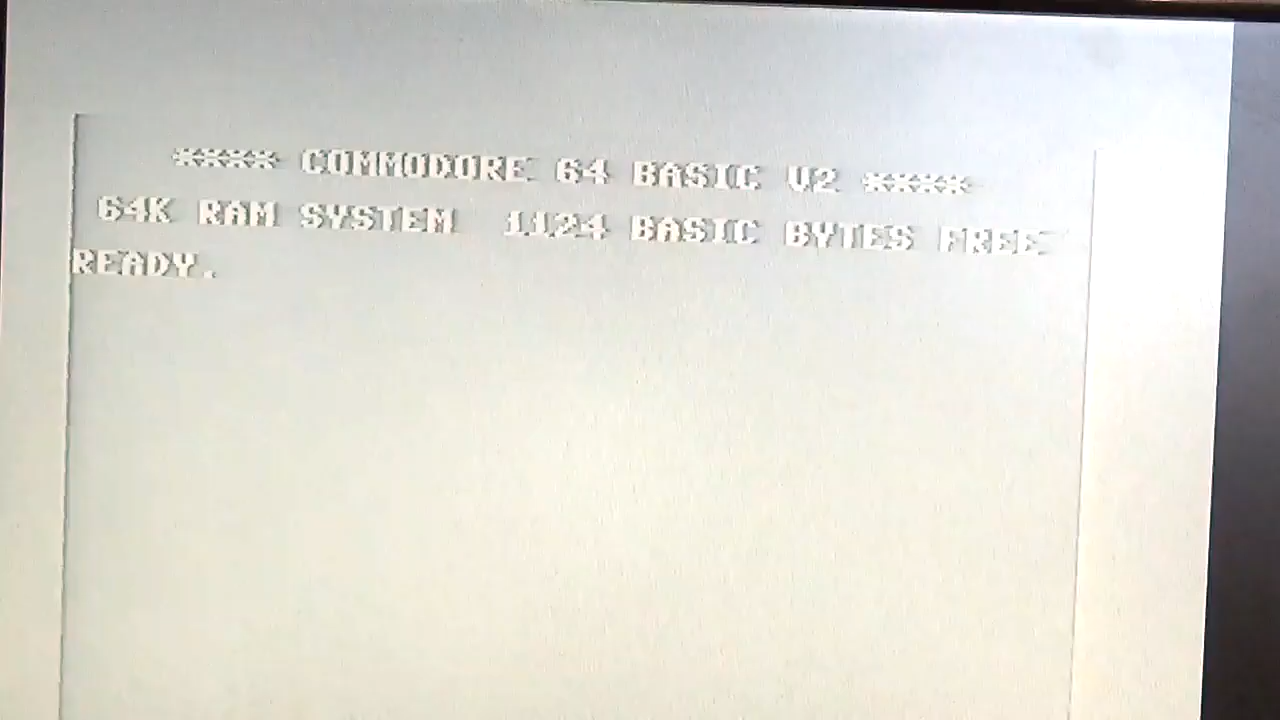 **** COMMODORE 64 BASIC V2 ****
64K RAM SYSTEM 1124 BASIC BYTES FREE
READY.